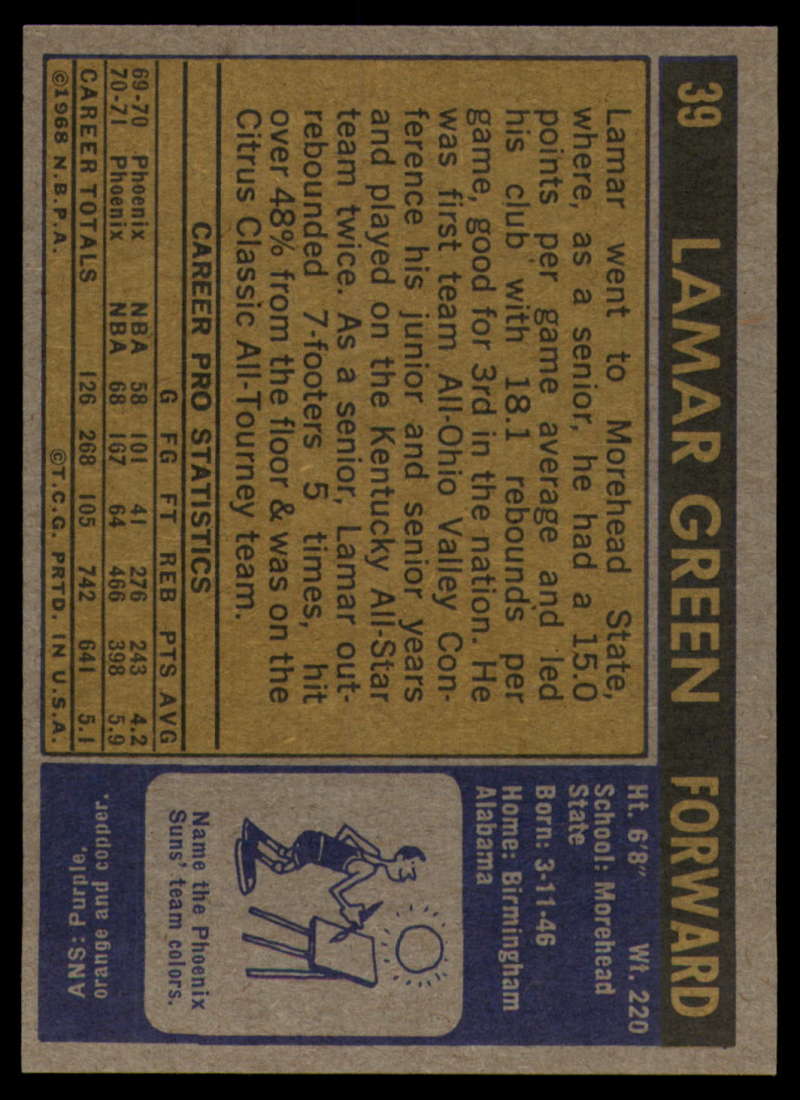 39 LAMAR GREEN FORWARD
Lamar went to Morehead State,
where, as a senior, he had a 15.0
points per game average and led
his club with 18.1 rebounds per
game, good for 3rd in the nation. He
was first team All-Ohio Valley Con-
ference his junior and senior years
and played on the Kentucky All-Star
team twice. As a senior, Lamar out-
rebounded 7-footers 5 times, hit
over 48% from the floor & was on the
Citrus Classic All-Tourney team.
CAREER PRO STATISTICS
G FG FT REB PTS AVG
69-70 Phoenix NBA 58 101 41 276 243 4.2
70-71 Phoenix NBA 68 167 64 466 398 5.9
CAREER TOTALS 126 268 105 742 641 5.1
©1968 N.B.P.A. ©T.C.G. PRTD. IN U.S.A.
Ht. 6'8" Wt. 220
School: Morehead
State
Born: 3-11-46
Home: Birmingham
Alabama
Name the Phoenix
Suns' team colors.
ANS: Purple,
orange and copper.